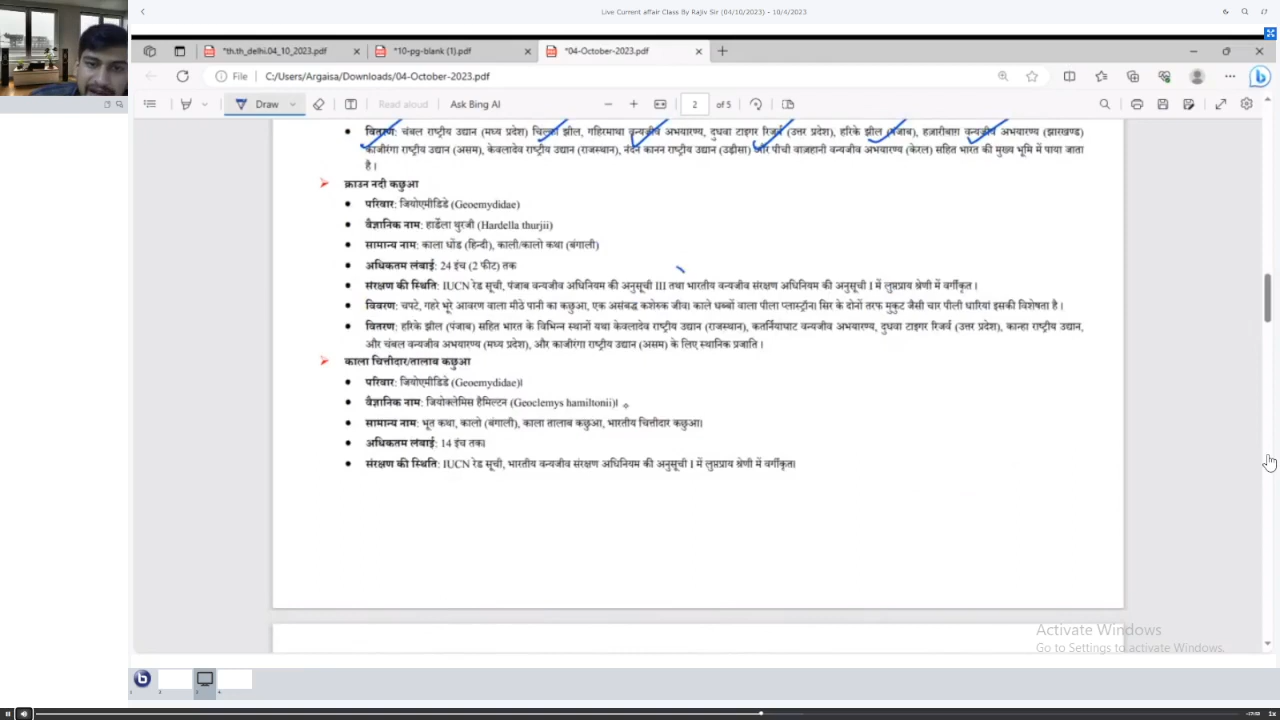 Live Current affair Class By Rajiv Sir (04/10/2023) - 10/4/2023
*th.th_delhi.04_10_2023.pdf
*10-pg-blank (1).pdf
*04-October-2023.pdf
File
C:/Users/Argaisa/Downloads/04-October-2023.pdf
Draw
Read aloud
Ask Bing AI
2
of 5
वितरण: चंबल राष्ट्रीय उद्यान (मध्य प्रदेश) चिल्का झील, गहिरमाथा वन्यजीव अभयारण्य, दुधवा टाइगर रिजर्व (उत्तर प्रदेश), हरिके झील (पंजाब), हज़ारीबाग़ वन्यजीव अभयारण्य (झारखण्ड)
काजीरंगा राष्ट्रीय उद्यान (असम), केवलादेव राष्ट्रीय उद्यान (राजस्थान), नंदन कानन राष्ट्रीय उद्यान (उड़ीसा) और पीची वाज़हानी वन्यजीव अभयारण्य (केरल) सहित भारत की मुख्य भूमि में पाया जाता
है।
क्राउन नदी कछुआ
परिवार: जियोएमीडिडे (Geoemydidae)
वैज्ञानिक नाम: हार्डेला थुरजी (Hardella thurjii)
सामान्य नाम: काला धोंड (हिन्दी), काली/कालो कथा (बंगाली)
अधिकतम लंबाई: 24 इंच (2 फीट) तक
संरक्षण की स्थिति: IUCN रेड सूची, पंजाब वन्यजीव अधिनियम की अनुसूची III तथा भारतीय वन्यजीव संरक्षण अधिनियम की अनुसूची I में लुप्तप्राय श्रेणी में वर्गीकृत।
विवरण: चपटे, गहरे भूरे आवरण वाला मीठे पानी का कछुआ, एक असंबद्ध कशेरुक जीव। काले धब्बों वाला पीला प्लास्ट्रॉन। सिर के दोनों तरफ मुकुट जैसी चार पीली धारियां इसकी विशेषता है।
वितरण: हरिके झील (पंजाब) सहित भारत के विभिन्न स्थानों यथा केवलादेव राष्ट्रीय उद्यान (राजस्थान), कतर्नियाघाट वन्यजीव अभयारण्य, दुधवा टाइगर रिजर्व (उत्तर प्रदेश), कान्हा राष्ट्रीय उद्यान,
और चंबल वन्यजीव अभयारण्य (मध्य प्रदेश), और काजीरंगा राष्ट्रीय उद्यान (असम) के लिए स्थानिक प्रजाति।
काला चित्तीदार/तालाब कछुआ
परिवार: जियोएमीडिडे (Geoemydidae)।
वैज्ञानिक नाम: जियोक्लेमिस हैमिल्टन (Geoclemys hamiltonii)।
सामान्य नाम: भूत कथा, कालो (बंगाली), काला तालाब कछुआ, भारतीय चित्तीदार कछुआ।
अधिकतम लंबाई: 14 इंच तक।
संरक्षण की स्थिति: IUCN रेड सूची, भारतीय वन्यजीव संरक्षण अधिनियम की अनुसूची I में लुप्तप्राय श्रेणी में वर्गीकृत।
Activate Windows
Go to Settings to activate Windows.